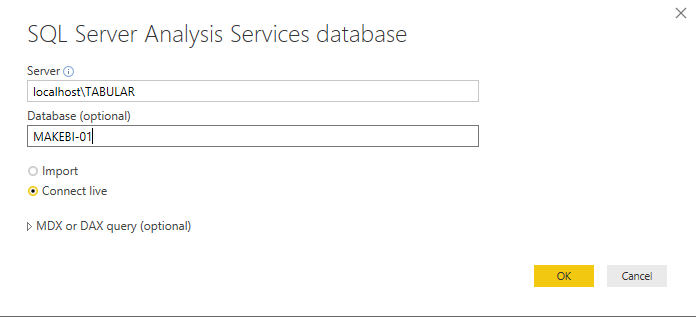 SQL Server Analysis Services database
Server
localhost\TABULAR
Database (optional)
MAKEBI-01
Import
Connect live
MDX or DAX query (optional)
OK
Cancel